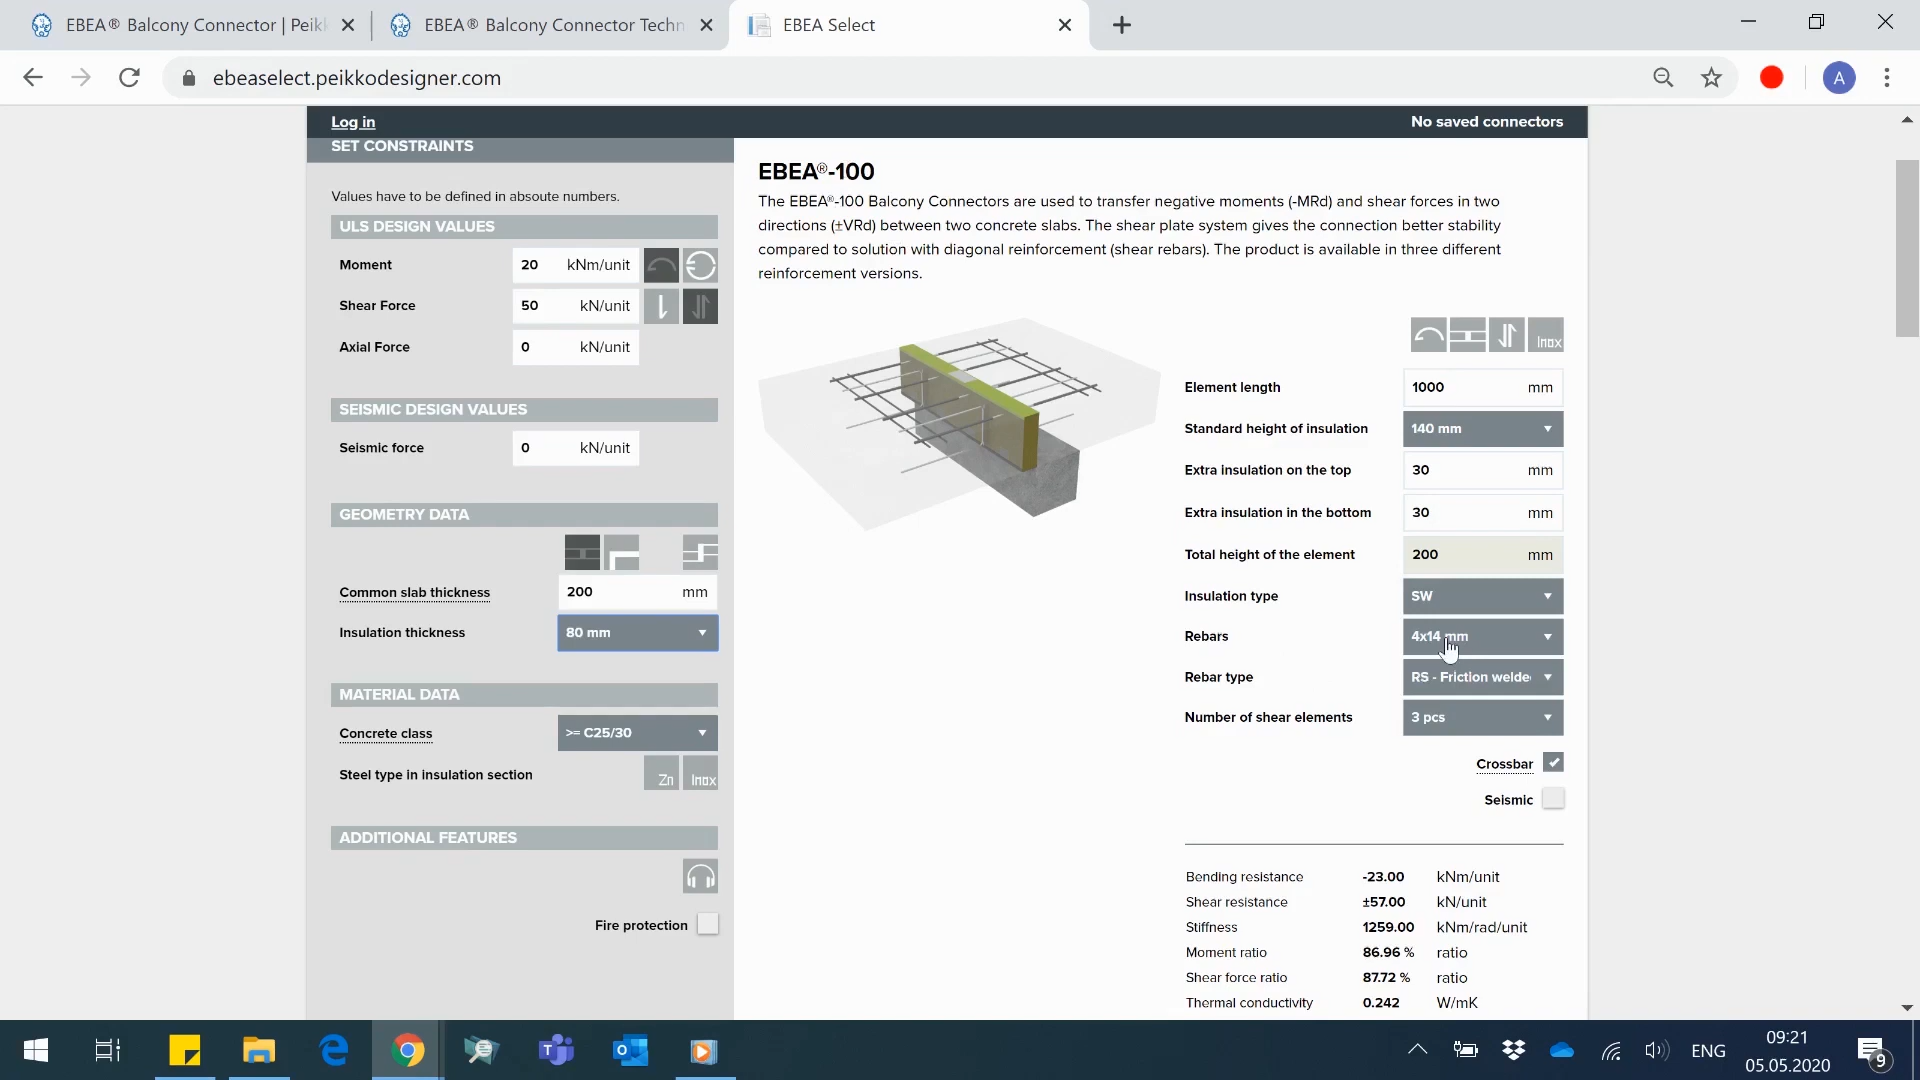 EBEA® Balcony Connector | Peikk
EBEA® Balcony Connector Techn
EBEA Select
ebeaselect.peikkodesigner.com
A
Log in
No saved connectors
SET CONSTRAINTS
Values have to be defined in absoute numbers.
ULS DESIGN VALUES
Moment 20 kNm/unit
Shear Force 50 kN/unit
Axial Force 0 kN/unit
SEISMIC DESIGN VALUES
Seismic force 0 kN/unit
GEOMETRY DATA
Common slab thickness 200 mm
Insulation thickness 80 mm
MATERIAL DATA
Concrete class >= C25/30
Steel type in insulation section Zn Inox
ADDITIONAL FEATURES
Fire protection
EBEA®-100
The EBEA®-100 Balcony Connectors are used to transfer negative moments (-MRd) and shear forces in two
directions (±VRd) between two concrete slabs. The shear plate system gives the connection better stability
compared to solution with diagonal reinforcement (shear rebars). The product is available in three different
reinforcement versions.
Inox
Element length 1000 mm
Standard height of insulation 140 mm
Extra insulation on the top 30 mm
Extra insulation in the bottom 30 mm
Total height of the element 200 mm
Insulation type SW
Rebars 4x14 mm
Rebar type RS - Friction welde
Number of shear elements 3 pcs
Crossbar
Seismic
Bending resistance -23.00 kNm/unit
Shear resistance ±57.00 kN/unit
Stiffness 1259.00 kNm/rad/unit
Moment ratio 86.96 % ratio
Shear force ratio 87.72 % ratio
Thermal conductivity 0.242 W/mK
ENG
09:21
05.05.2020
9